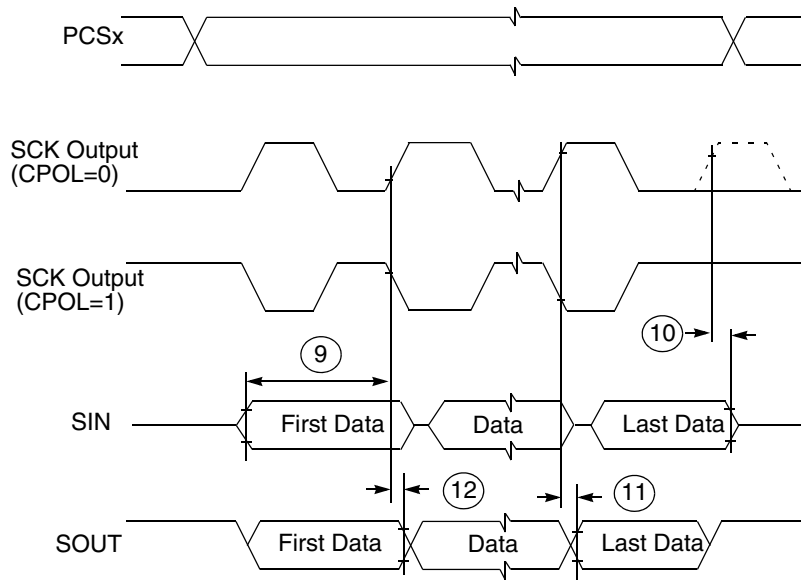 PCSx
SCK Output
(CPOL=0)
SCK Output
(CPOL=1)
10
9
SIN
First Data
Data
Last Data
12
11
SOUT
First Data
Data
Last Data